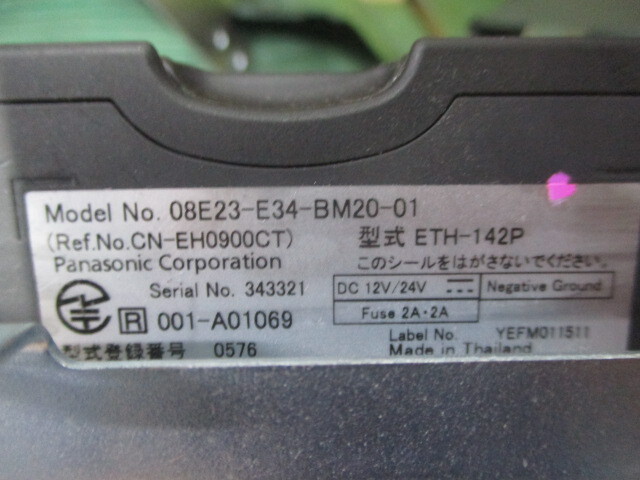 Model No. 08E23-E34-BM20-01
(Ref.No.CN-EH0900CT) 型式 ETH-142P
Panasonic Corporation このシールをはがさないでください。
Serial No. 343321 DC 12V/24V Negative Ground
R 001-A01069 Fuse 2A・2A
Label No. YEFM011511
型式登録番号 0576 Made in Thailand